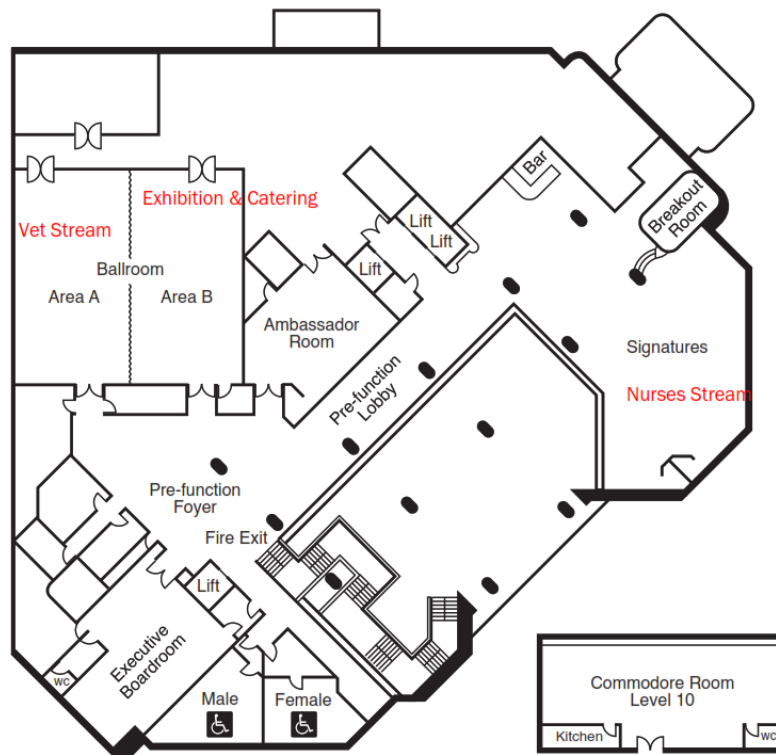 Bar
Breakout
Room
Exhibition & Catering
Vet Stream
Lift
Lift
Lift
Ballroom
Area A
Area B
Ambassador
Room
Signatures
Pre-function
Lobby
Nurses Stream
Pre-function
Foyer
Fire Exit
Lift
Executive
Boardroom
WC
Male
Female
Commodore Room
Level 10
Kitchen
WC